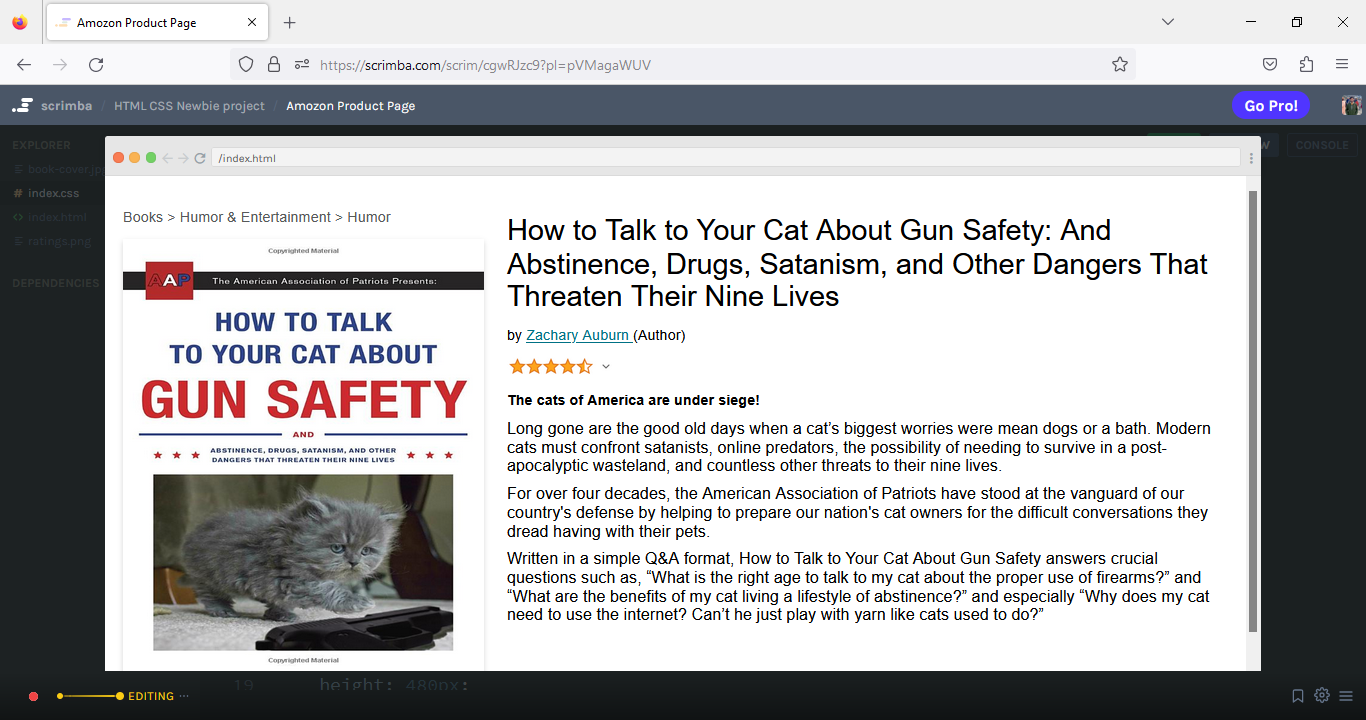 Amozon Product Page
https://scrimba.com/scrim/cgwRJzc9?pl=pVMagaWUV
scrimba / HTML CSS Newbie project / Amozon Product Page
Go Pro!
EXPLORER
CONSOLE
book-cover.jp
index.css
index.html
ratings.png
DEPENDENCIES
/index.html
Books > Humor & Entertainment > Humor
Copyrighted Material
AAP
The American Association of Patriots Presents:
HOW TO TALK
TO YOUR CAT ABOUT
GUN SAFETY
AND
ABSTINENCE, DRUGS, SATANISM, AND OTHER
DANGERS THAT THREATEN THEIR NINE LIVES
Copyrighted Material
How to Talk to Your Cat About Gun Safety: And
Abstinence, Drugs, Satanism, and Other Dangers That
Threaten Their Nine Lives
by Zachary Auburn (Author)
The cats of America are under siege!
Long gone are the good old days when a cat’s biggest worries were mean dogs or a bath. Modern
cats must confront satanists, online predators, the possibility of needing to survive in a post-
apocalyptic wasteland, and countless other threats to their nine lives.
For over four decades, the American Association of Patriots have stood at the vanguard of our
country's defense by helping to prepare our nation's cat owners for the difficult conversations they
dread having with their pets.
Written in a simple Q&A format, How to Talk to Your Cat About Gun Safety answers crucial
questions such as, “What is the right age to talk to my cat about the proper use of firearms?” and
“What are the benefits of my cat living a lifestyle of abstinence?” and especially “Why does my cat
need to use the internet? Can’t he just play with yarn like cats used to do?”
19 height: 480px;
EDITING ···